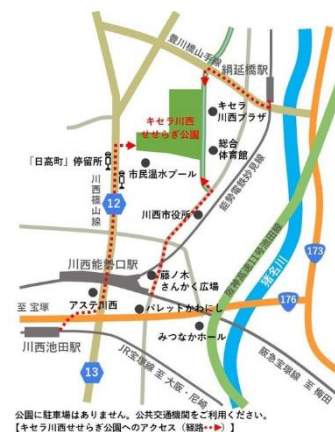 豊川橋山手線
絹延橋駅
キセラ川西
せせらぎ公園
キセラ
川西プラザ
総合
体育館
能勢電鉄妙見線
「日高町」停留所
市民温水プール
川西篠山線
12
川西市役所
阪神高速11号池田線
猪名川
173
川西能勢口駅
藤ノ木
さんかく広場
至 宝塚
アステ川西
パレットかわにし
176
川西池田駅
みつなかホール
13
JR宝塚線 至 大阪・尼崎
阪急宝塚線 至 梅田
公園に駐車場はありません。公共交通機関をご利用ください。
【キセラ川西せせらぎ公園へのアクセス(経路••▶)】